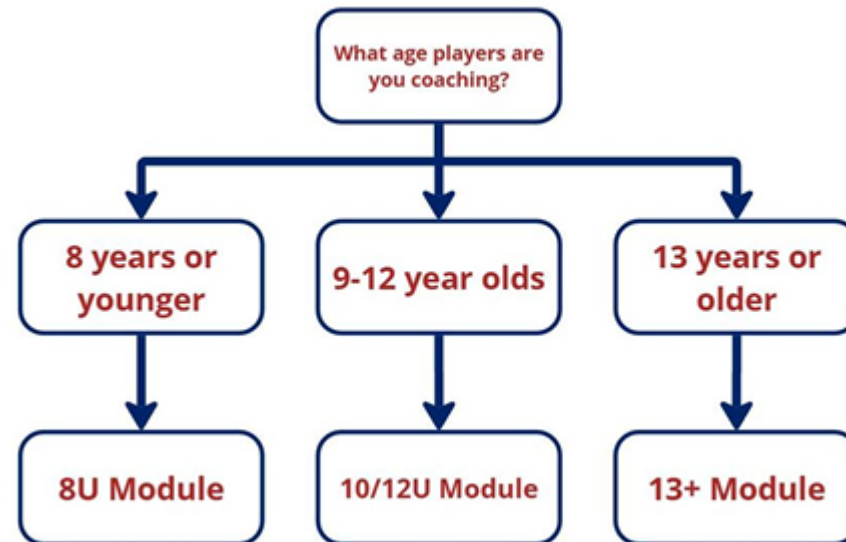 What age players are
you coaching?
8 years or
younger
9-12 year olds
13 years or
older
8U Module
10/12U Module
13+ Module